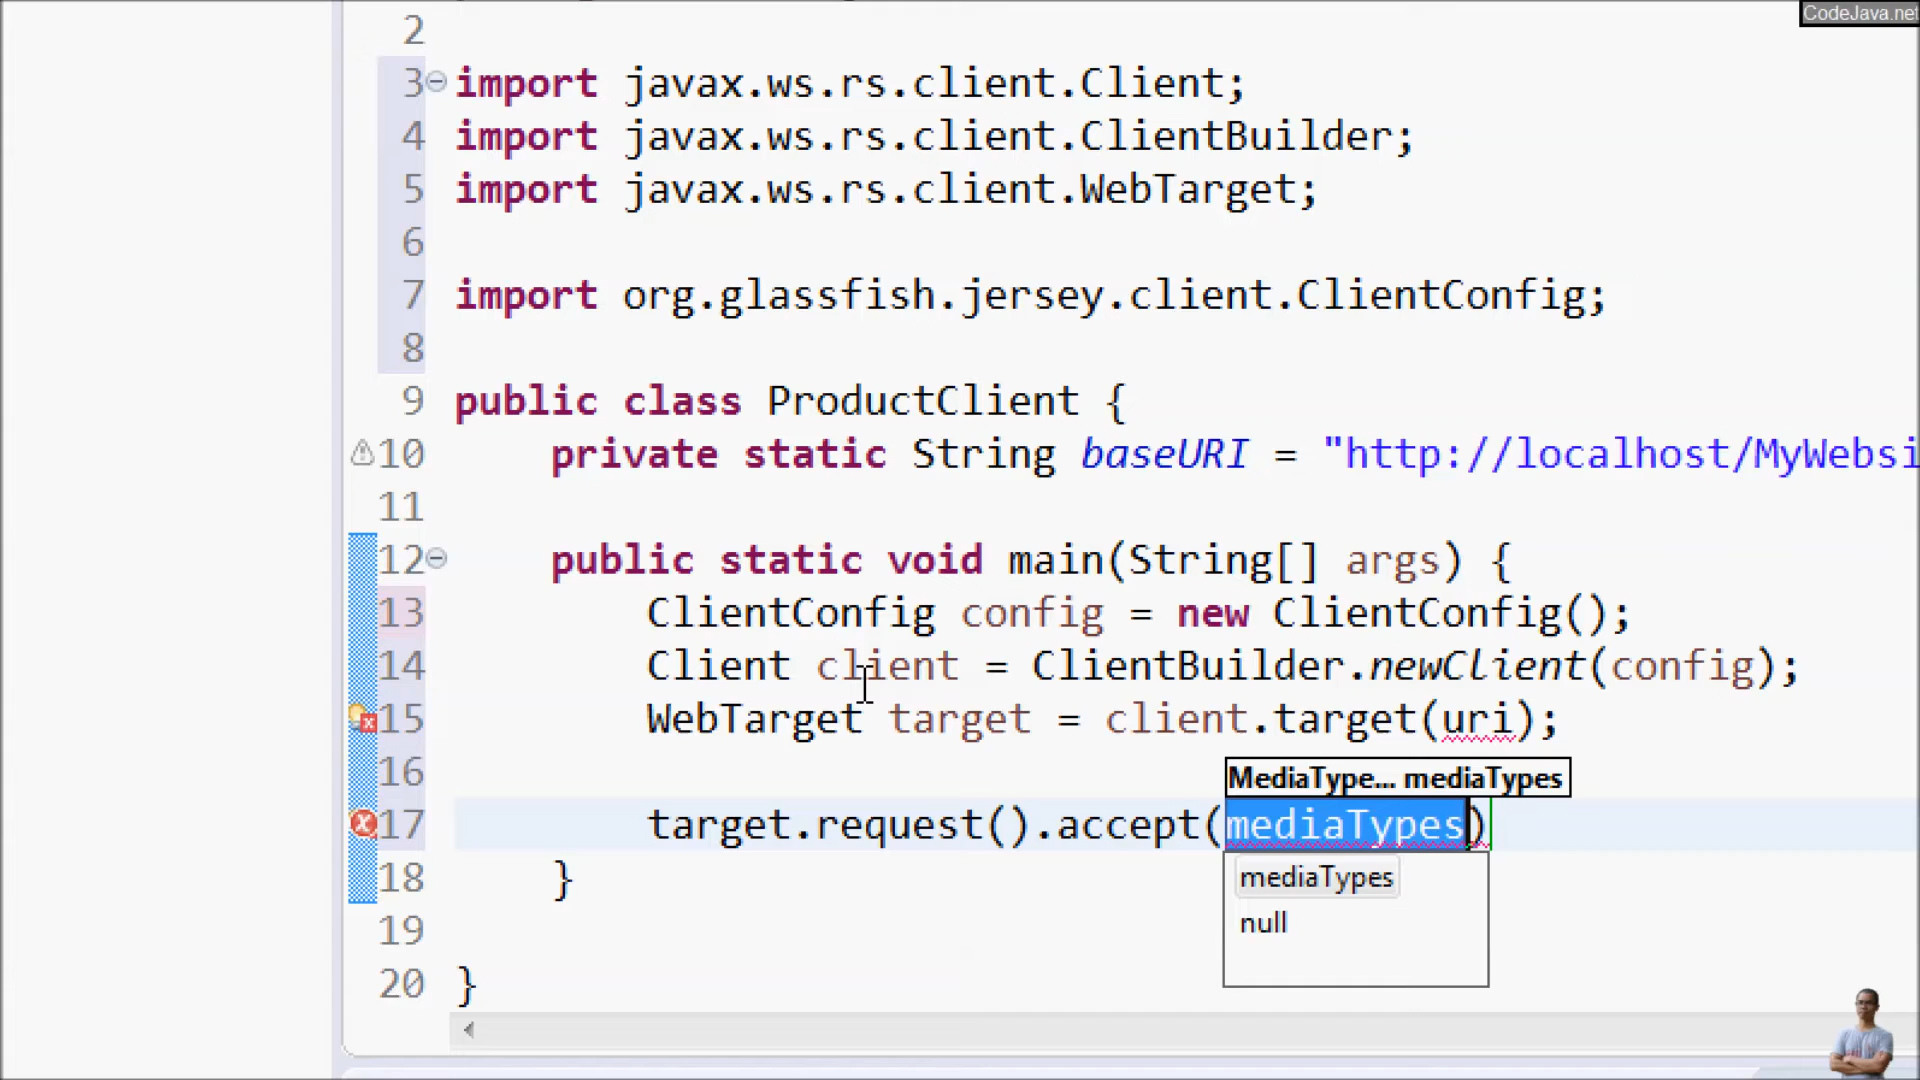 CodeJava.net
2
3 import javax.ws.rs.client.Client;
4 import javax.ws.rs.client.ClientBuilder;
5 import javax.ws.rs.client.WebTarget;
6
7 import org.glassfish.jersey.client.ClientConfig;
8
9 public class ProductClient {
10 private static String baseURI = "http://localhost/MyWebsi
11
12 public static void main(String[] args) {
13 ClientConfig config = new ClientConfig();
14 Client client = ClientBuilder.newClient(config);
15 WebTarget target = client.target(uri);
16
MediaType... mediaTypes
17 target.request().accept(mediaTypes)
mediaTypes
18 }
null
19
20 }